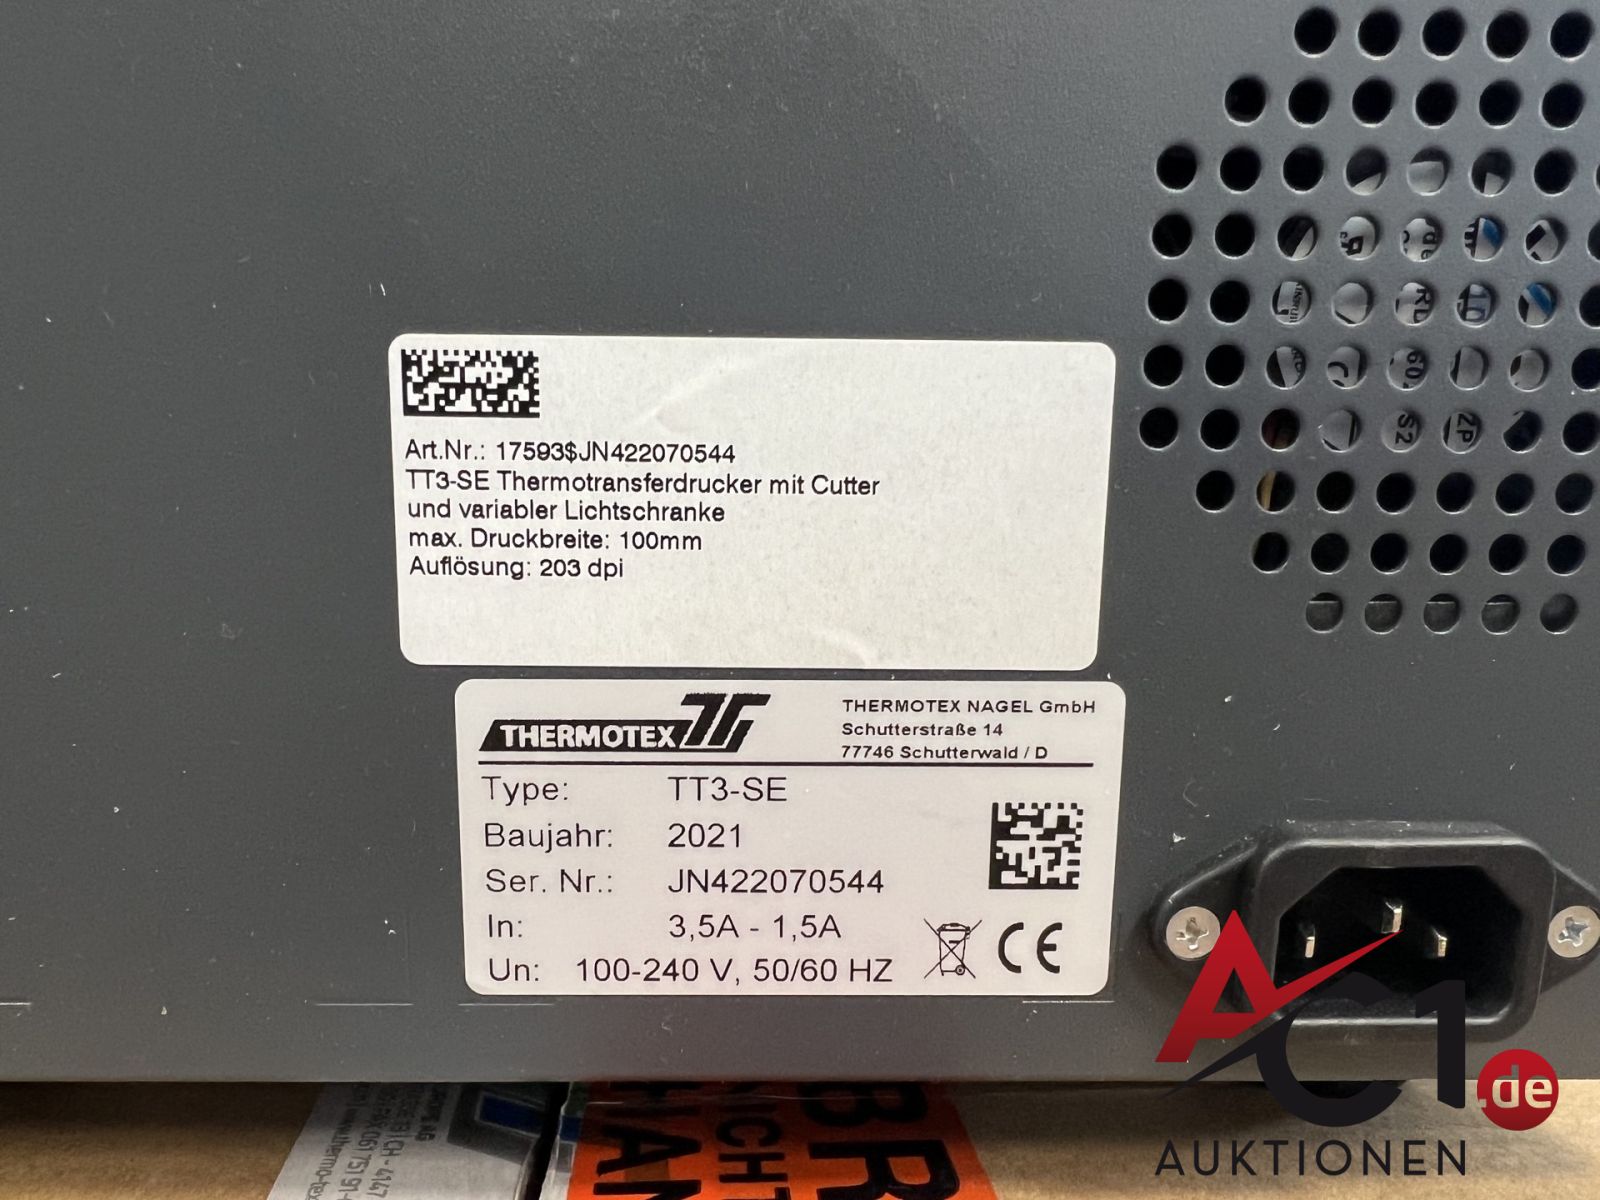 Art.Nr.: 17593$JN422070544
TT3-SE Thermotransferdrucker mit Cutter
und variabler Lichtschranke
max. Druckbreite: 100mm
Auflösung: 203 dpi
THERMOTEX
THERMOTEX NAGEL GmbH
Schutterstraße 14
77746 Schutterwald / D
Type: TT3-SE
Baujahr: 2021
Ser. Nr.: JN422070544
In: 3,5A - 1,5A
Un: 100-240 V, 50/60 HZ
CE
AC1.de
AUKTIONEN